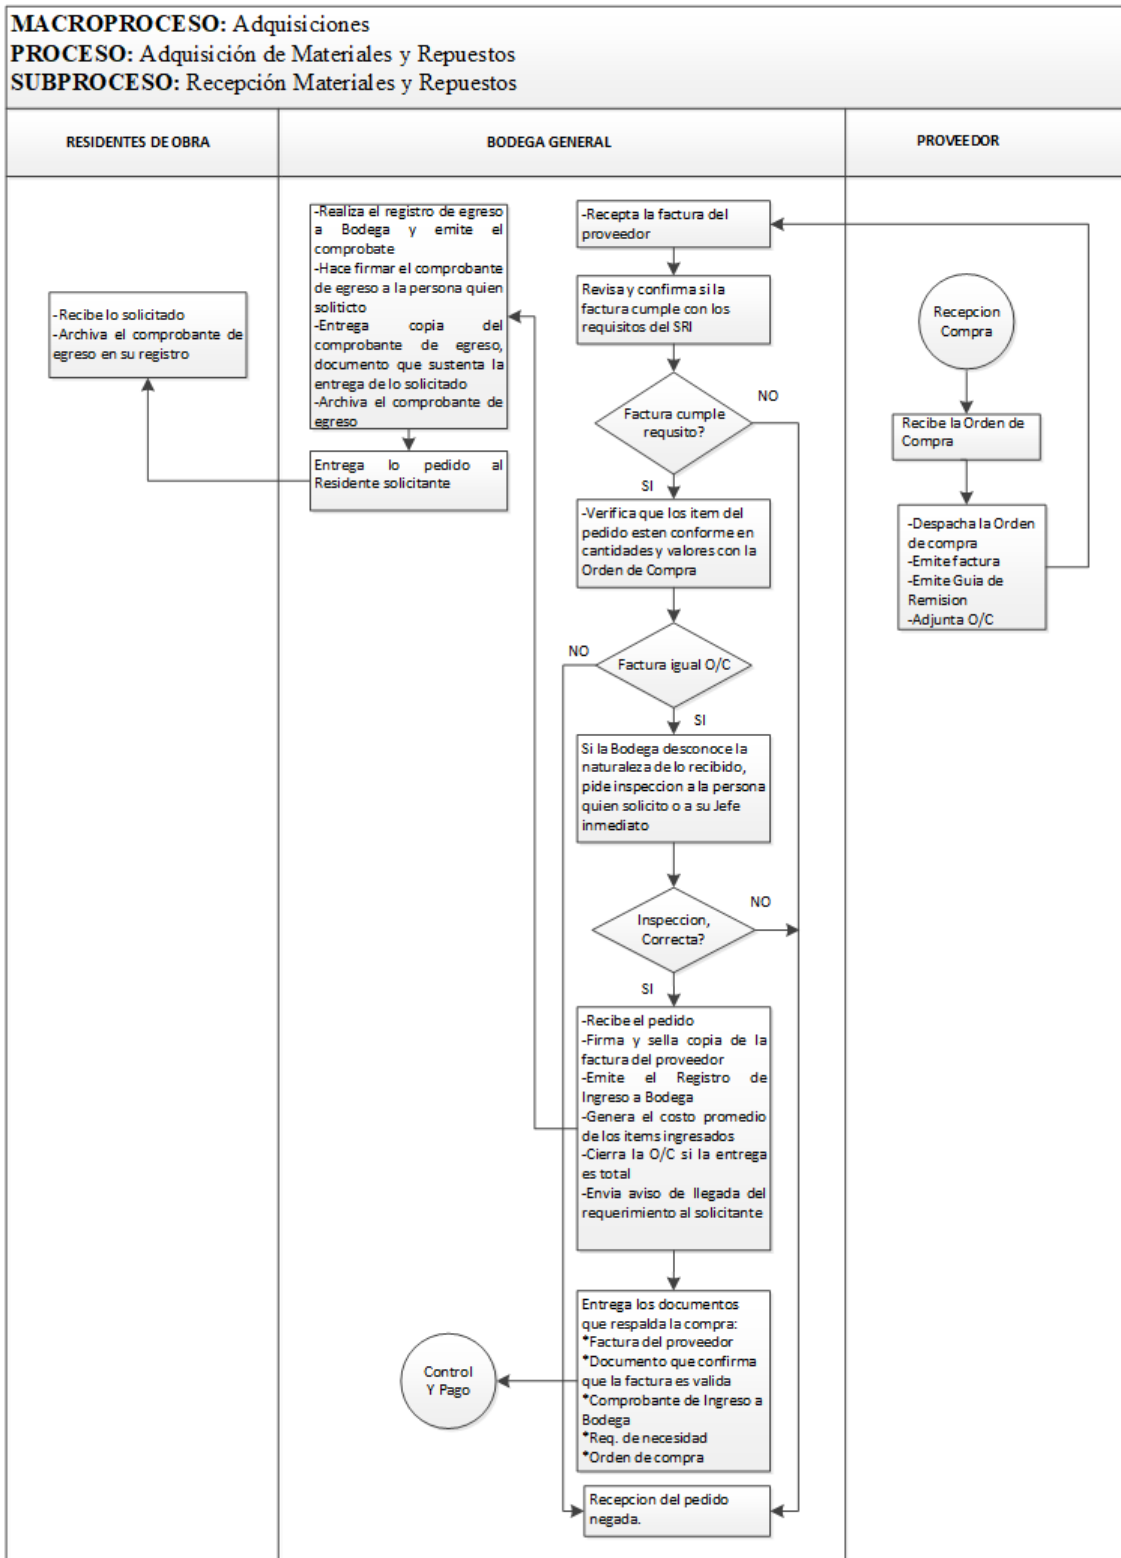 MACROPROCESO: Adquisiciones
PROCESO: Adquisición de Materiales y Repuestos
SUBPROCESO: Recepción Materiales y Repuestos
RESIDENTES DE OBRA
BODEGA GENERAL
PROVEEDOR
-Recibe lo solicitado
-Archiva el comprobante de
egreso en su registro
-Realiza el registro de egreso
a Bodega y emite el
comprobate
-Hace firmar el comprobante
de egreso a la persona quien
soliticto
-Entrega copia del
comprobante de egreso,
documento que sustenta la
entrega de lo solicitado
-Archiva el comprobante de
egreso
Entrega lo pedido al
Residente solicitante
-Recepta la factura del
proveedor
Revisa y confirma si la
factura cumple con los
requisitos del SRI
Factura cumple
requsito?
NO
SI
-Verifica que los item del
pedido esten conforme en
cantidades y valores con la
Orden de Compra
Factura igual O/C
NO
SI
Si la Bodega desconoce la
naturaleza de lo recibido,
pide inspeccion a la persona
quien solicito o a su Jefe
inmediato
Inspeccion,
Correcta?
NO
SI
-Recibe el pedido
-Firma y sella copia de la
factura del proveedor
-Emite el Registro de
Ingreso a Bodega
-Genera el costo promedio
de los items ingresados
-Cierra la O/C si la entrega
es total
-Envia aviso de llegada del
requerimiento al solicitante
Entrega los documentos
que respalda la compra:
*Factura del proveedor
*Documento que confirma
que la factura es valida
*Comprobante de Ingreso a
Bodega
*Req. de necesidad
*Orden de compra
Control
Y Pago
Recepcion del pedido
negada.
Recepcion
Compra
Recibe la Orden de
Compra
-Despacha la Orden
de compra
-Emite factura
-Emite Guia de
Remision
-Adjunta O/C